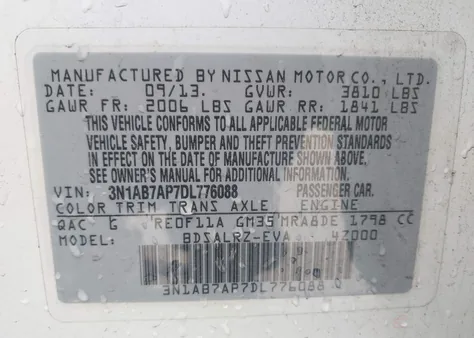 MANUFACTURED BY NISSAN MOTOR CO., LTD.
DATE: 09/13. GVWR: 3810 LBS
GAWR FR: 2006 LBS GAWR RR: 1841 LBS
THIS VEHICLE CONFORMS TO ALL APPLICABLE FEDERAL MOTOR
VEHICLE SAFETY, BUMPER AND THEFT PREVENTION STANDARDS
IN EFFECT ON THE DATE OF MANUFACTURE SHOWN ABOVE.
SEE OWNER'S MANUAL FOR ADDITIONAL INFORMATION.
VIN: 3N1AB7AP7DL776088 PASSENGER CAR.
COLOR TRIM TRANS AXLE ENGINE
QAC G RE0F11A GM35 MRA8DE 1798 CC
MODEL: BDSALRZ-EVA 4Z000
3N1AB7AP7DL776088